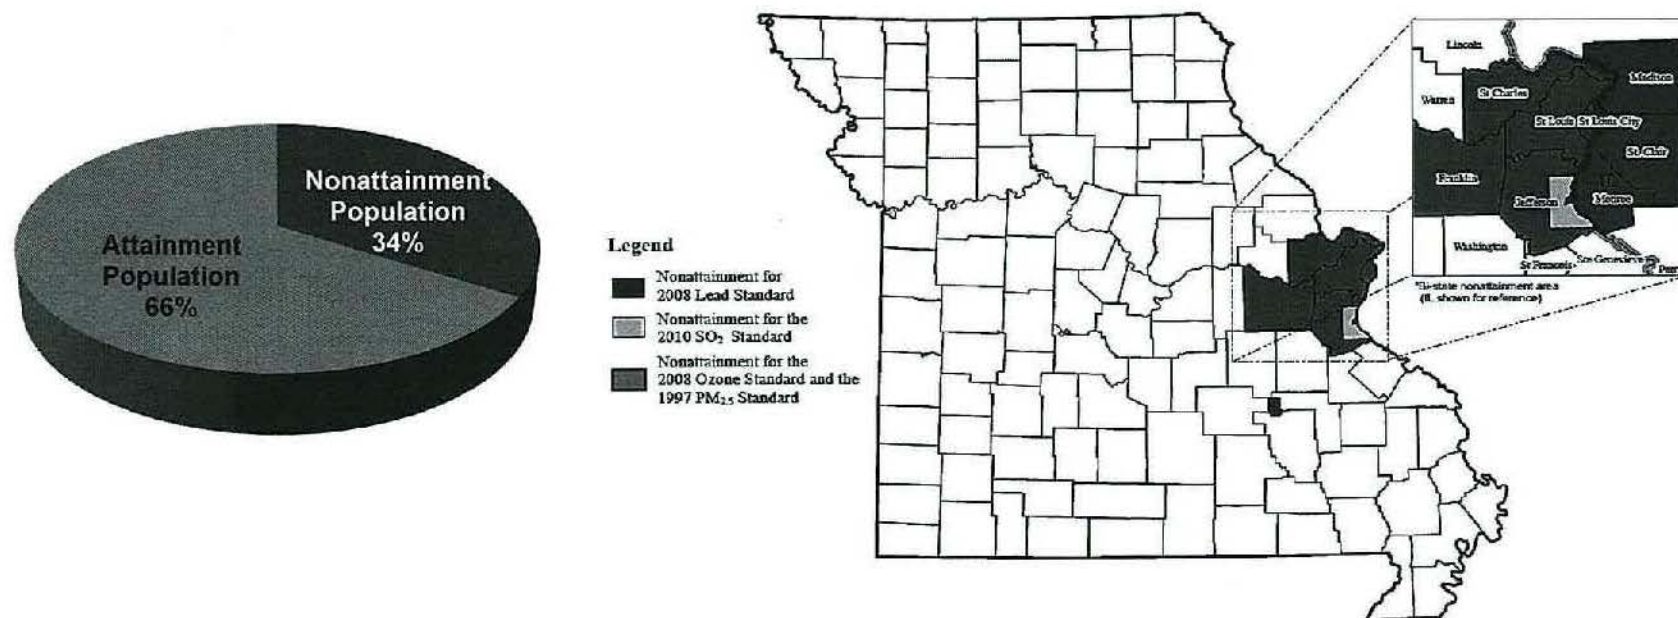 Nonattainment
Population
34%
Attainment
Population
66%
Legend
Nonattainment for
2008 Lead Standard
Nonattainment for the
2010 SO₂ Standard
Nonattainment for the
2008 Ozone Standard and the
1997 PM₂.₅ Standard
Lincoln
Madison
Warren
St Charles
St Louis
St Louis City
St. Clair
Franklin
Jefferson
Monroe
Washington
St Francois
Ste Genevieve
*Bi-state nonattainment area
(IL shown for reference)